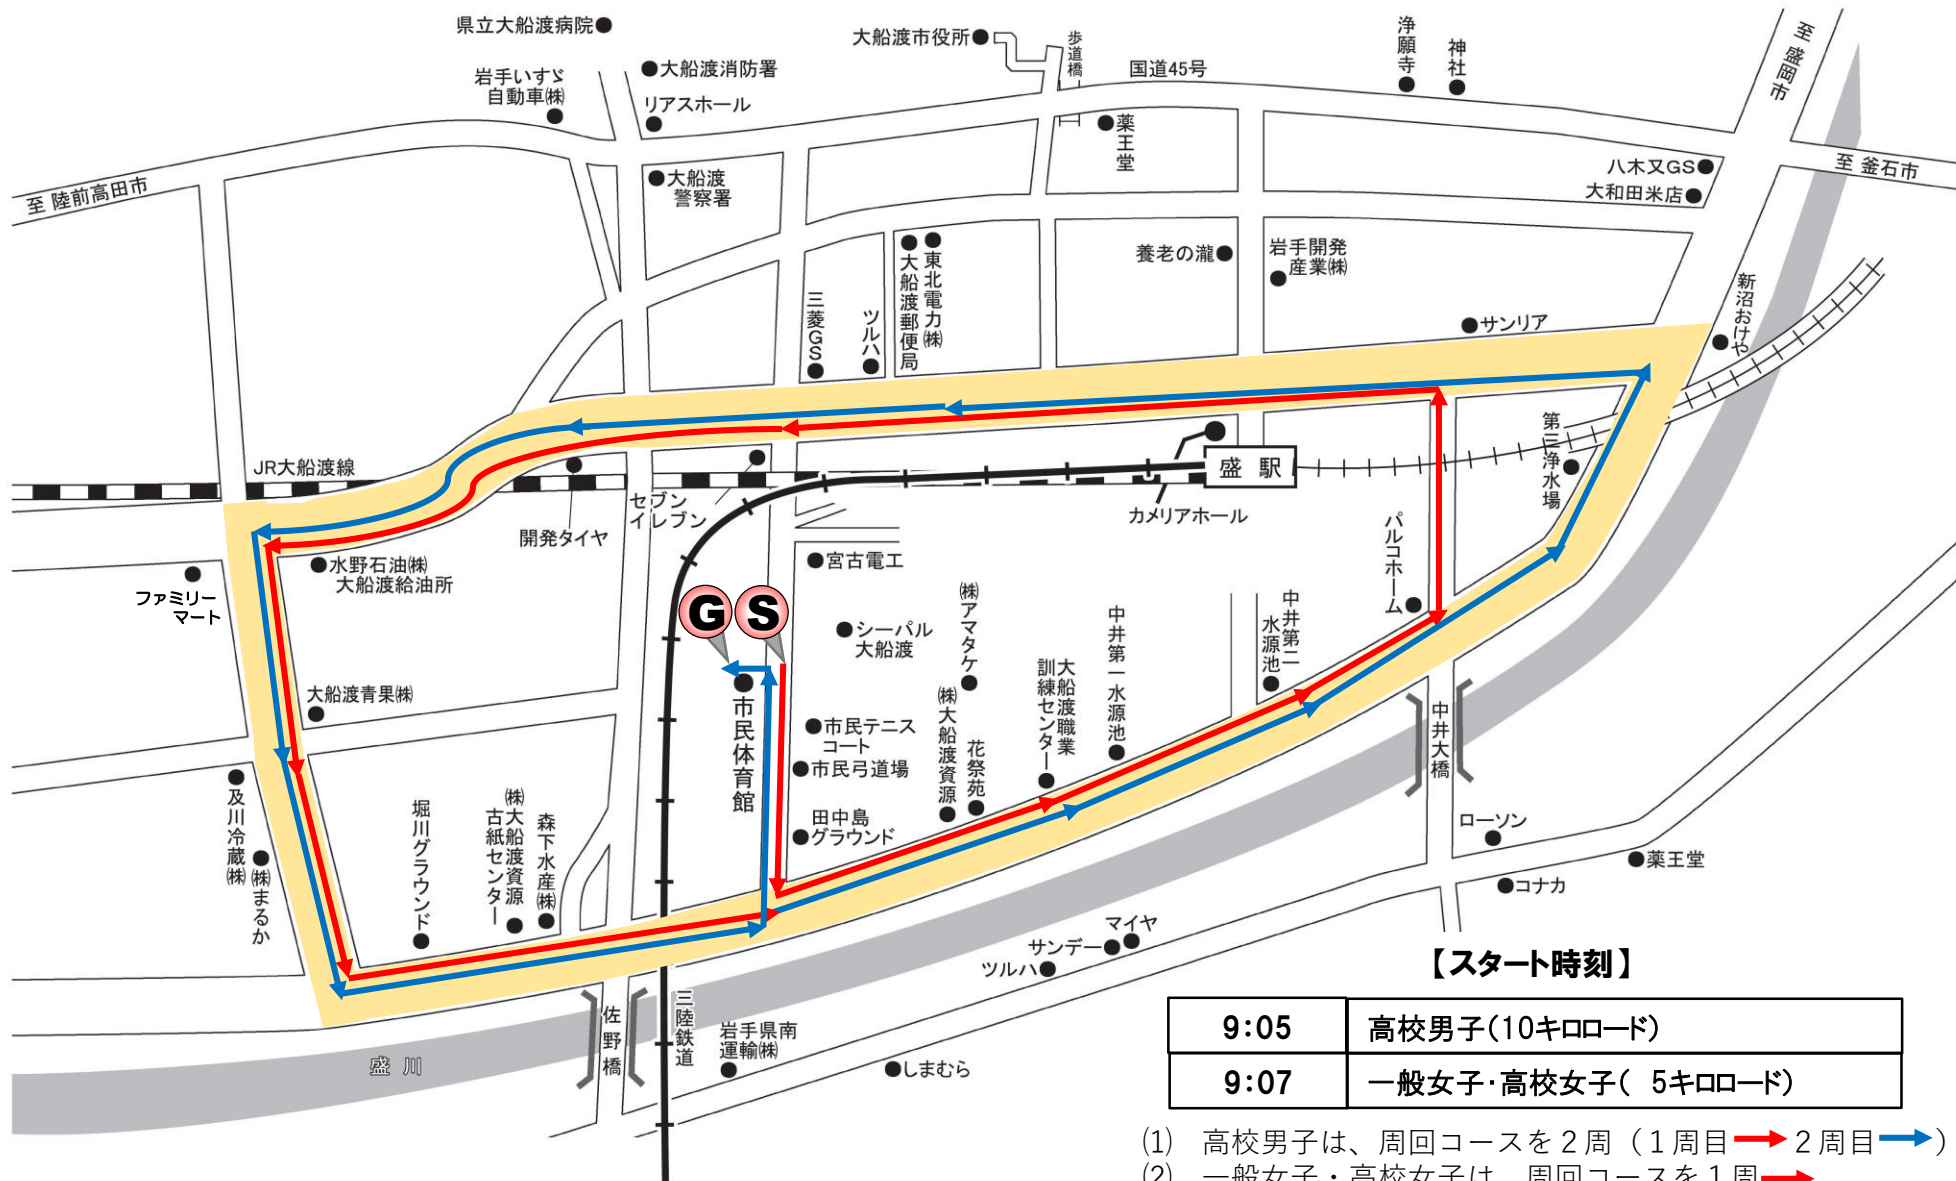 県立大船渡病院
大船渡市役所
歩道橋
国道45号
浄願寺
神社
至 盛岡市
岩手いすゞ
自動車㈱
大船渡消防署
リアスホール
薬王堂
八木又GS
至 釜石市
大和田米店
至 陸前高田市
大船渡
警察署
養老の瀧
岩手開発
産業㈱
東北電力㈱
大船渡郵便局
三菱GS
ツルハ
新沼おけや
サンリア
JR大船渡線
セブン
イレブン
開発タイヤ
盛 駅
カメリアホール
第三浄水場
パルコホーム
水野石油㈱
大船渡給油所
ファミリー
マート
宮古電工
G
S
シーパル
大船渡
㈱アマタケ
中井第一水源池
中井第二
水源池
大船渡職業
訓練センター
大船渡青果㈱
市民体育館
市民テニス
コート
市民弓道場
田中島
グラウンド
㈱大船渡資源
花祭苑
中井大橋
及川冷蔵㈱
㈱まるか
堀川グラウンド
㈱大船渡資源
古紙センター
森下水産㈱
ローソン
薬王堂
コナカ
マイヤ
サンデー
ツルハ
佐野橋
三陸鉄道
岩手県南
運輸㈱
しまむら
盛 川
【スタート時刻】
9:05 高校男子(10キロロード)
9:07 一般女子・高校女子( 5キロロード)
⑴ 高校男子は、周回コースを２周（１周目→２周目→）
⑵ 一般女子・高校女子は、周回コースを１周→